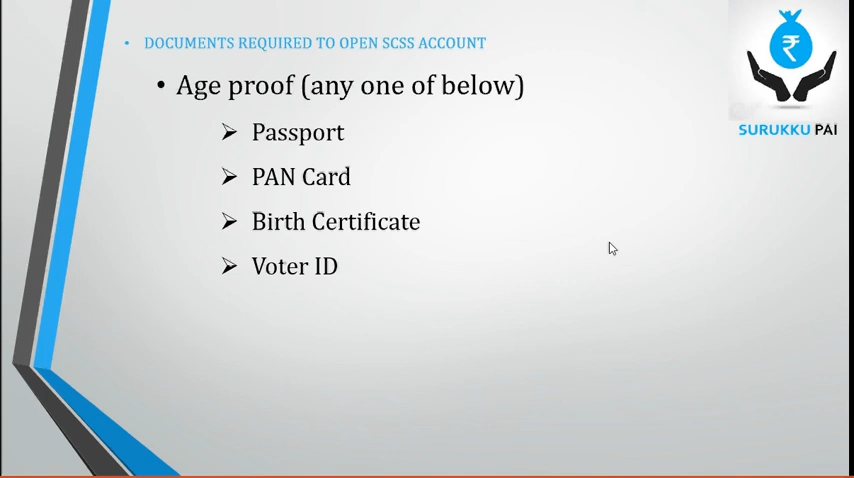 • DOCUMENTS REQUIRED TO OPEN SCSS ACCOUNT
• Age proof (any one of below)
➢ Passport
➢ PAN Card
➢ Birth Certificate
➢ Voter ID
₹
SURUKKU PAI